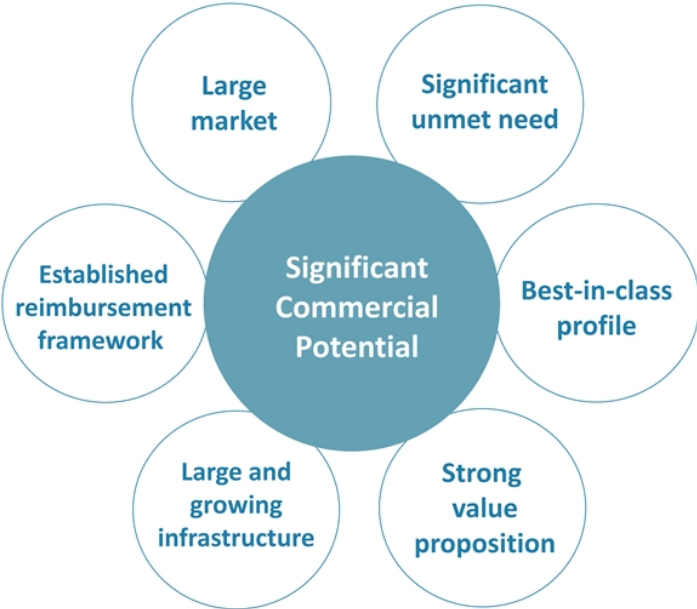 Large
market
Significant
unmet need
Established
reimbursement
framework
Significant
Commercial
Potential
Best-in-class
profile
Large and
growing
infrastructure
Strong
value
proposition